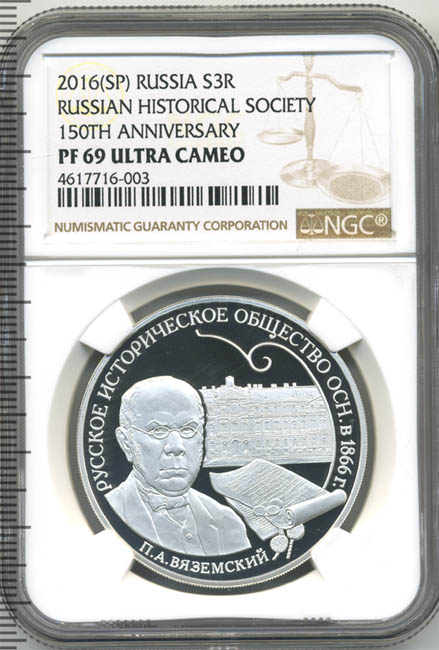 2016(SP) RUSSIA S3R
RUSSIAN HISTORICAL SOCIETY
150TH ANNIVERSARY
PF 69 ULTRA CAMEO
4617716-003
NUMISMATIC GUARANTY CORPORATION
NGC®
РУССКОЕ ИСТОРИЧЕСКОЕ ОБЩЕСТВО ОСН. В 1866 г.
П.А.ВЯЗЕМСКИЙ